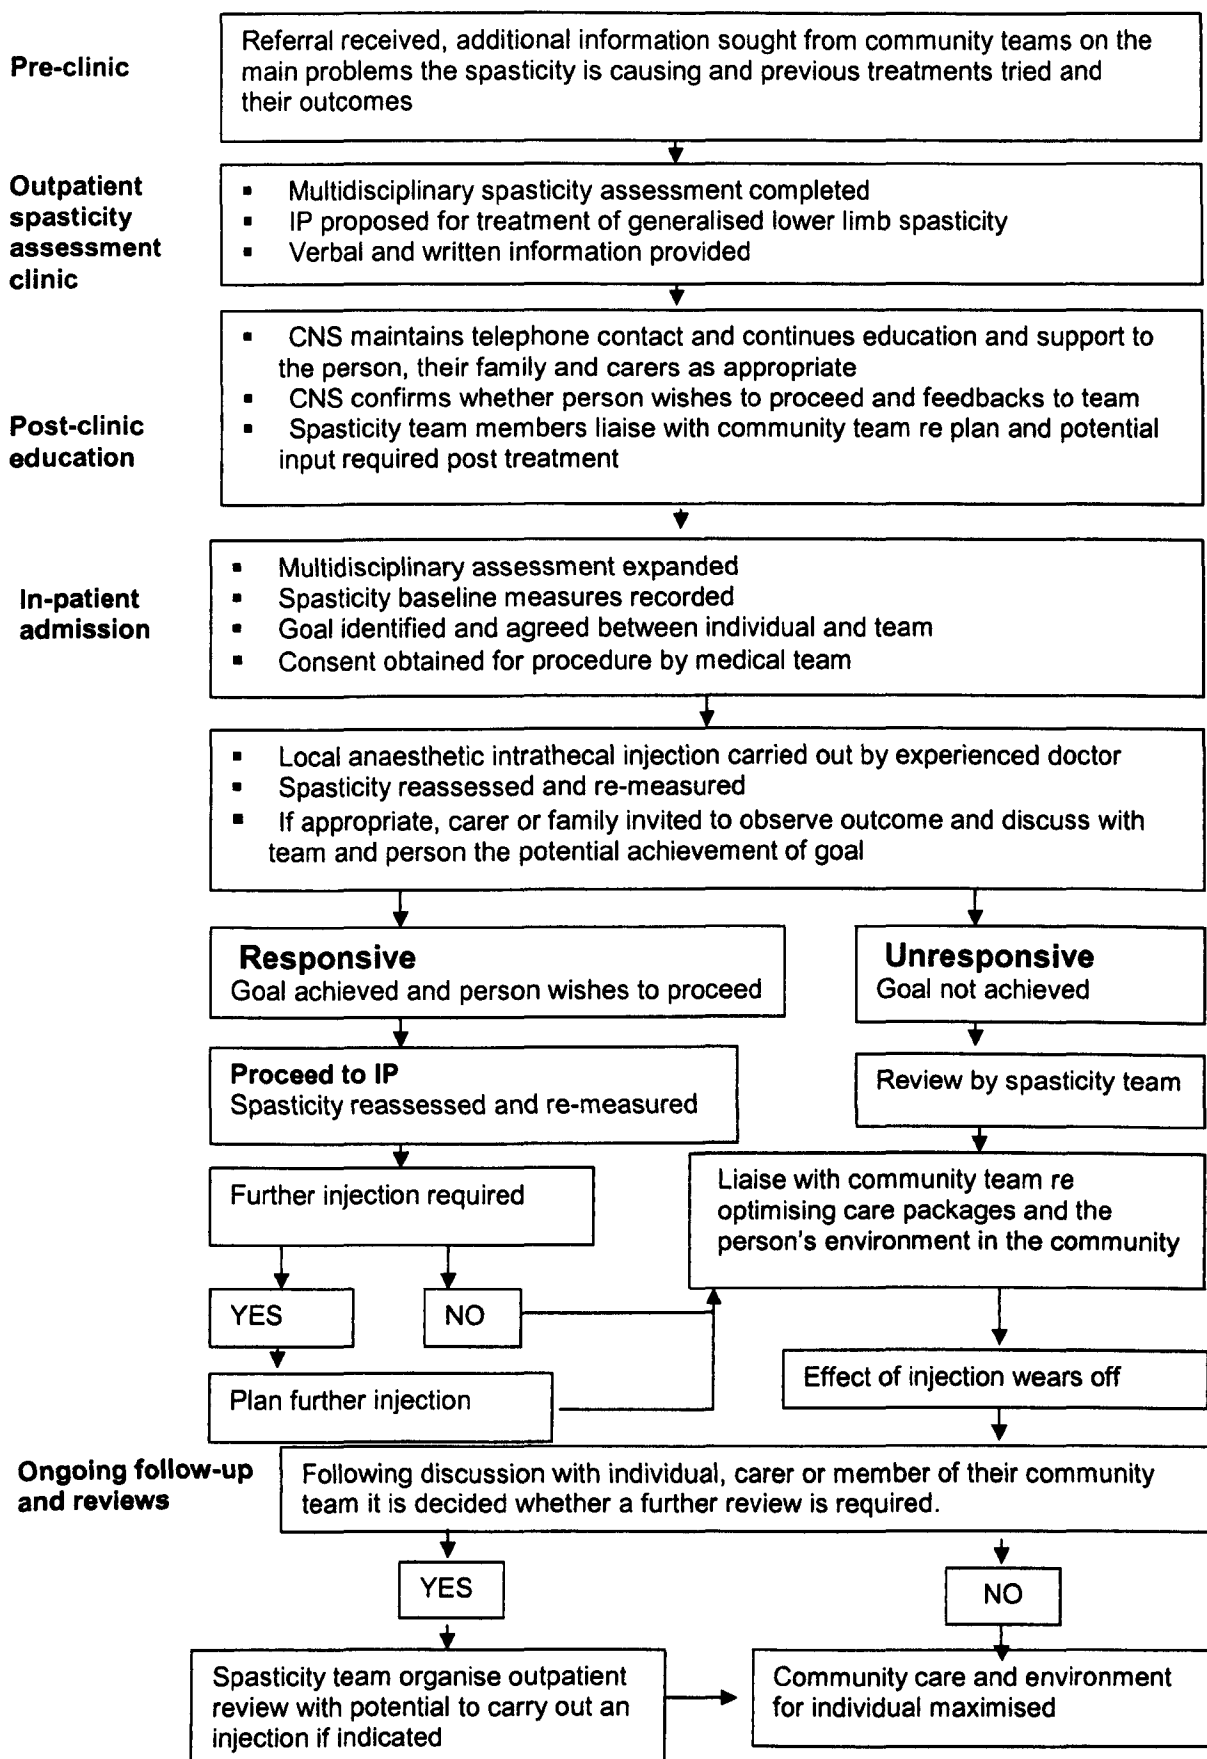 Pre-clinic
Referral received, additional information sought from community teams on the
main problems the spasticity is causing and previous treatments tried and
their outcomes
Outpatient
spasticity
assessment
clinic
▪ Multidisciplinary spasticity assessment completed
▪ IP proposed for treatment of generalised lower limb spasticity
▪ Verbal and written information provided
Post-clinic
education
▪ CNS maintains telephone contact and continues education and support to
the person, their family and carers as appropriate
▪ CNS confirms whether person wishes to proceed and feedbacks to team
▪ Spasticity team members liaise with community team re plan and potential
input required post treatment
In-patient
admission
▪ Multidisciplinary assessment expanded
▪ Spasticity baseline measures recorded
▪ Goal identified and agreed between individual and team
▪ Consent obtained for procedure by medical team
▪ Local anaesthetic intrathecal injection carried out by experienced doctor
▪ Spasticity reassessed and re-measured
▪ If appropriate, carer or family invited to observe outcome and discuss with
team and person the potential achievement of goal
Responsive
Goal achieved and person wishes to proceed
Unresponsive
Goal not achieved
Proceed to IP
Spasticity reassessed and re-measured
Review by spasticity team
Further injection required
Liaise with community team re
optimising care packages and the
person's environment in the community
YES
NO
Plan further injection
Effect of injection wears off
Ongoing follow-up
and reviews
Following discussion with individual, carer or member of their community
team it is decided whether a further review is required.
YES
NO
Spasticity team organise outpatient
review with potential to carry out an
injection if indicated
Community care and environment
for individual maximised